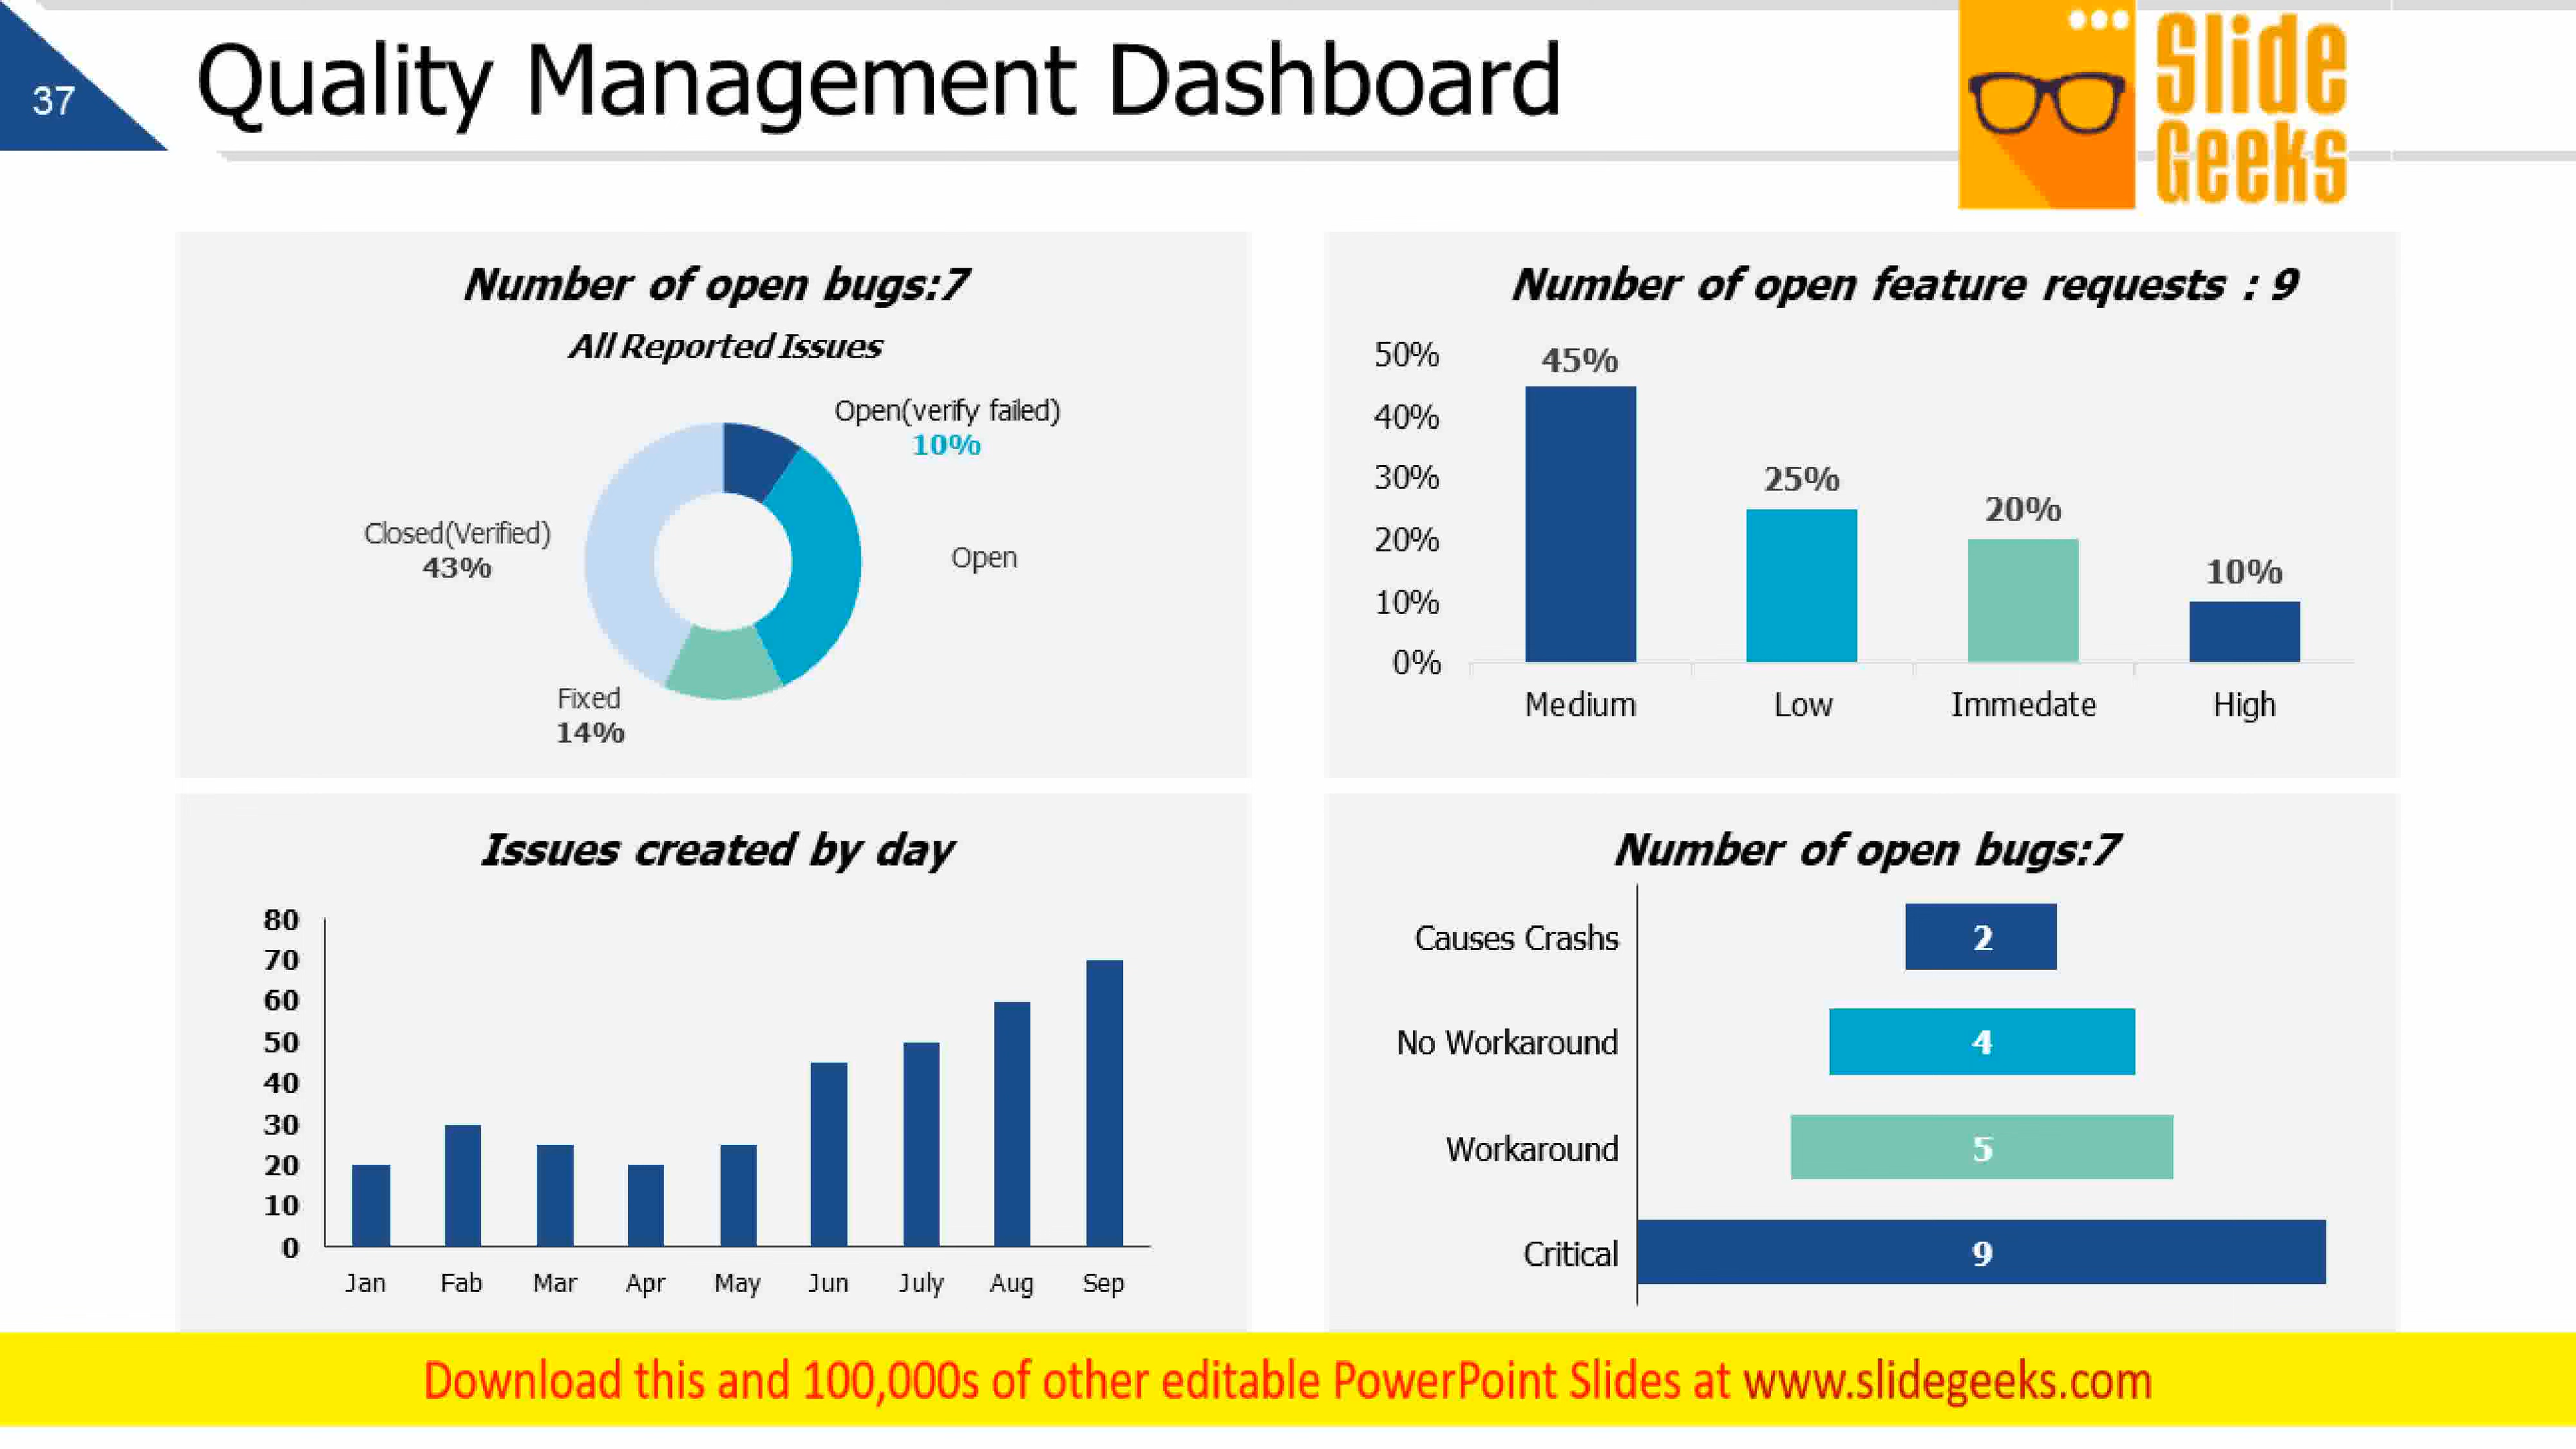 37
Quality Management Dashboard
Slide
Geeks
Number of open bugs:7
All Reported Issues
Open(verify failed)
10%
Closed(Verified)
43%
Open
Fixed
14%
Number of open feature requests : 9
50%
40%
30%
20%
10%
0%
45%
25%
20%
10%
Medium Low Immedate High
Issues created by day
80
70
60
50
40
30
20
10
0
Jan Fab Mar Apr May Jun July Aug Sep
Number of open bugs:7
Causes Crashs 2
No Workaround 4
Workaround 5
Critical 9
Download this and 100,000s of other editable PowerPoint Slides at www.slidegeeks.com